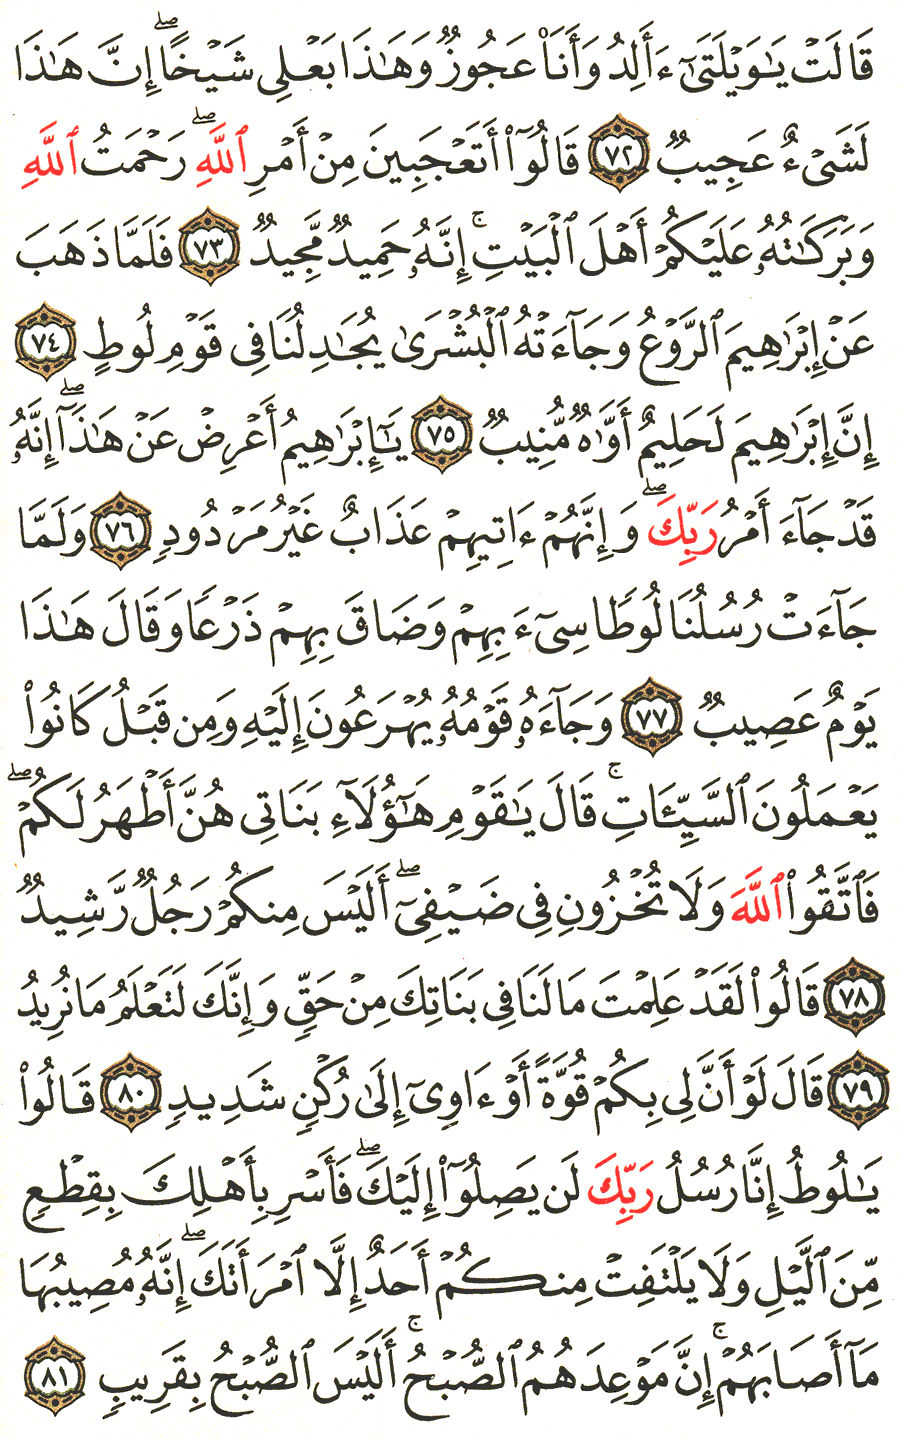 قَالَتْ يَـٰوَيْلَتَىٰٓ ءَأَلِدُ وَأَنَا۠ عَجُوزٌ وَهَـٰذَا بَعْلِى شَيْخًا ۖ إِنَّ هَـٰذَا
لَشَىْءٌ عَجِيبٌ ٧٢ قَالُوٓا۟ أَتَعْجَبِينَ مِنْ أَمْرِ ٱللَّهِ ۖ رَحْمَتُ ٱللَّهِ
وَبَرَكَـٰتُهُۥ عَلَيْكُمْ أَهْلَ ٱلْبَيْتِ ۚ إِنَّهُۥ حَمِيدٌ مَّجِيدٌ ٧٣ فَلَمَّا ذَهَبَ
عَنْ إِبْرَٰهِيمَ ٱلرَّوْعُ وَجَآءَتْهُ ٱلْبُشْرَىٰ يُجَـٰدِلُنَا فِى قَوْمِ لُوطٍ ٧٤
إِنَّ إِبْرَٰهِيمَ لَحَلِيمٌ أَوَّٰهٌ مُّنِيبٌ ٧٥ يَـٰٓإِبْرَٰهِيمُ أَعْرِضْ عَنْ هَـٰذَآ ۖ إِنَّهُۥ
قَدْ جَآءَ أَمْرُ رَبِّكَ ۖ وَإِنَّهُمْ ءَاتِيهِمْ عَذَابٌ غَيْرُ مَرْدُودٍ ٧٦ وَلَمَّا
جَآءَتْ رُسُلُنَا لُوطًا سِىٓءَ بِهِمْ وَضَاقَ بِهِمْ ذَرْعًا وَقَالَ هَـٰذَا
يَوْمٌ عَصِيبٌ ٧٧ وَجَآءَهُۥ قَوْمُهُۥ يُهْرَعُونَ إِلَيْهِ وَمِن قَبْلُ كَانُوا۟
يَعْمَلُونَ ٱلسَّيِّـَٔاتِ ۚ قَالَ يَـٰقَوْمِ هَـٰٓؤُلَآءِ بَنَاتِى هُنَّ أَطْهَرُ لَكُمْ ۖ
فَٱتَّقُوا۟ ٱللَّهَ وَلَا تُخْزُونِ فِى ضَيْفِىٓ ۖ أَلَيْسَ مِنكُمْ رَجُلٌ رَّشِيدٌ
٧٨ قَالُوا۟ لَقَدْ عَلِمْتَ مَا لَنَا فِى بَنَاتِكَ مِنْ حَقٍّ وَإِنَّكَ لَتَعْلَمُ مَا نُرِيدُ
٧٩ قَالَ لَوْ أَنَّ لِى بِكُمْ قُوَّةً أَوْ ءَاوِىٓ إِلَىٰ رُكْنٍ شَدِيدٍ ٨٠ قَالُوا۟
يَـٰلُوطُ إِنَّا رُسُلُ رَبِّكَ لَن يَصِلُوٓا۟ إِلَيْكَ ۖ فَأَسْرِ بِأَهْلِكَ بِقِطْعٍ
مِّنَ ٱلَّيْلِ وَلَا يَلْتَفِتْ مِنكُمْ أَحَدٌ إِلَّا ٱمْرَأَتَكَ ۖ إِنَّهُۥ مُصِيبُهَا
مَآ أَصَابَهُمْ ۚ إِنَّ مَوْعِدَهُمُ ٱلصُّبْحُ ۚ أَلَيْسَ ٱلصُّبْحُ بِقَرِيبٍ ٨١